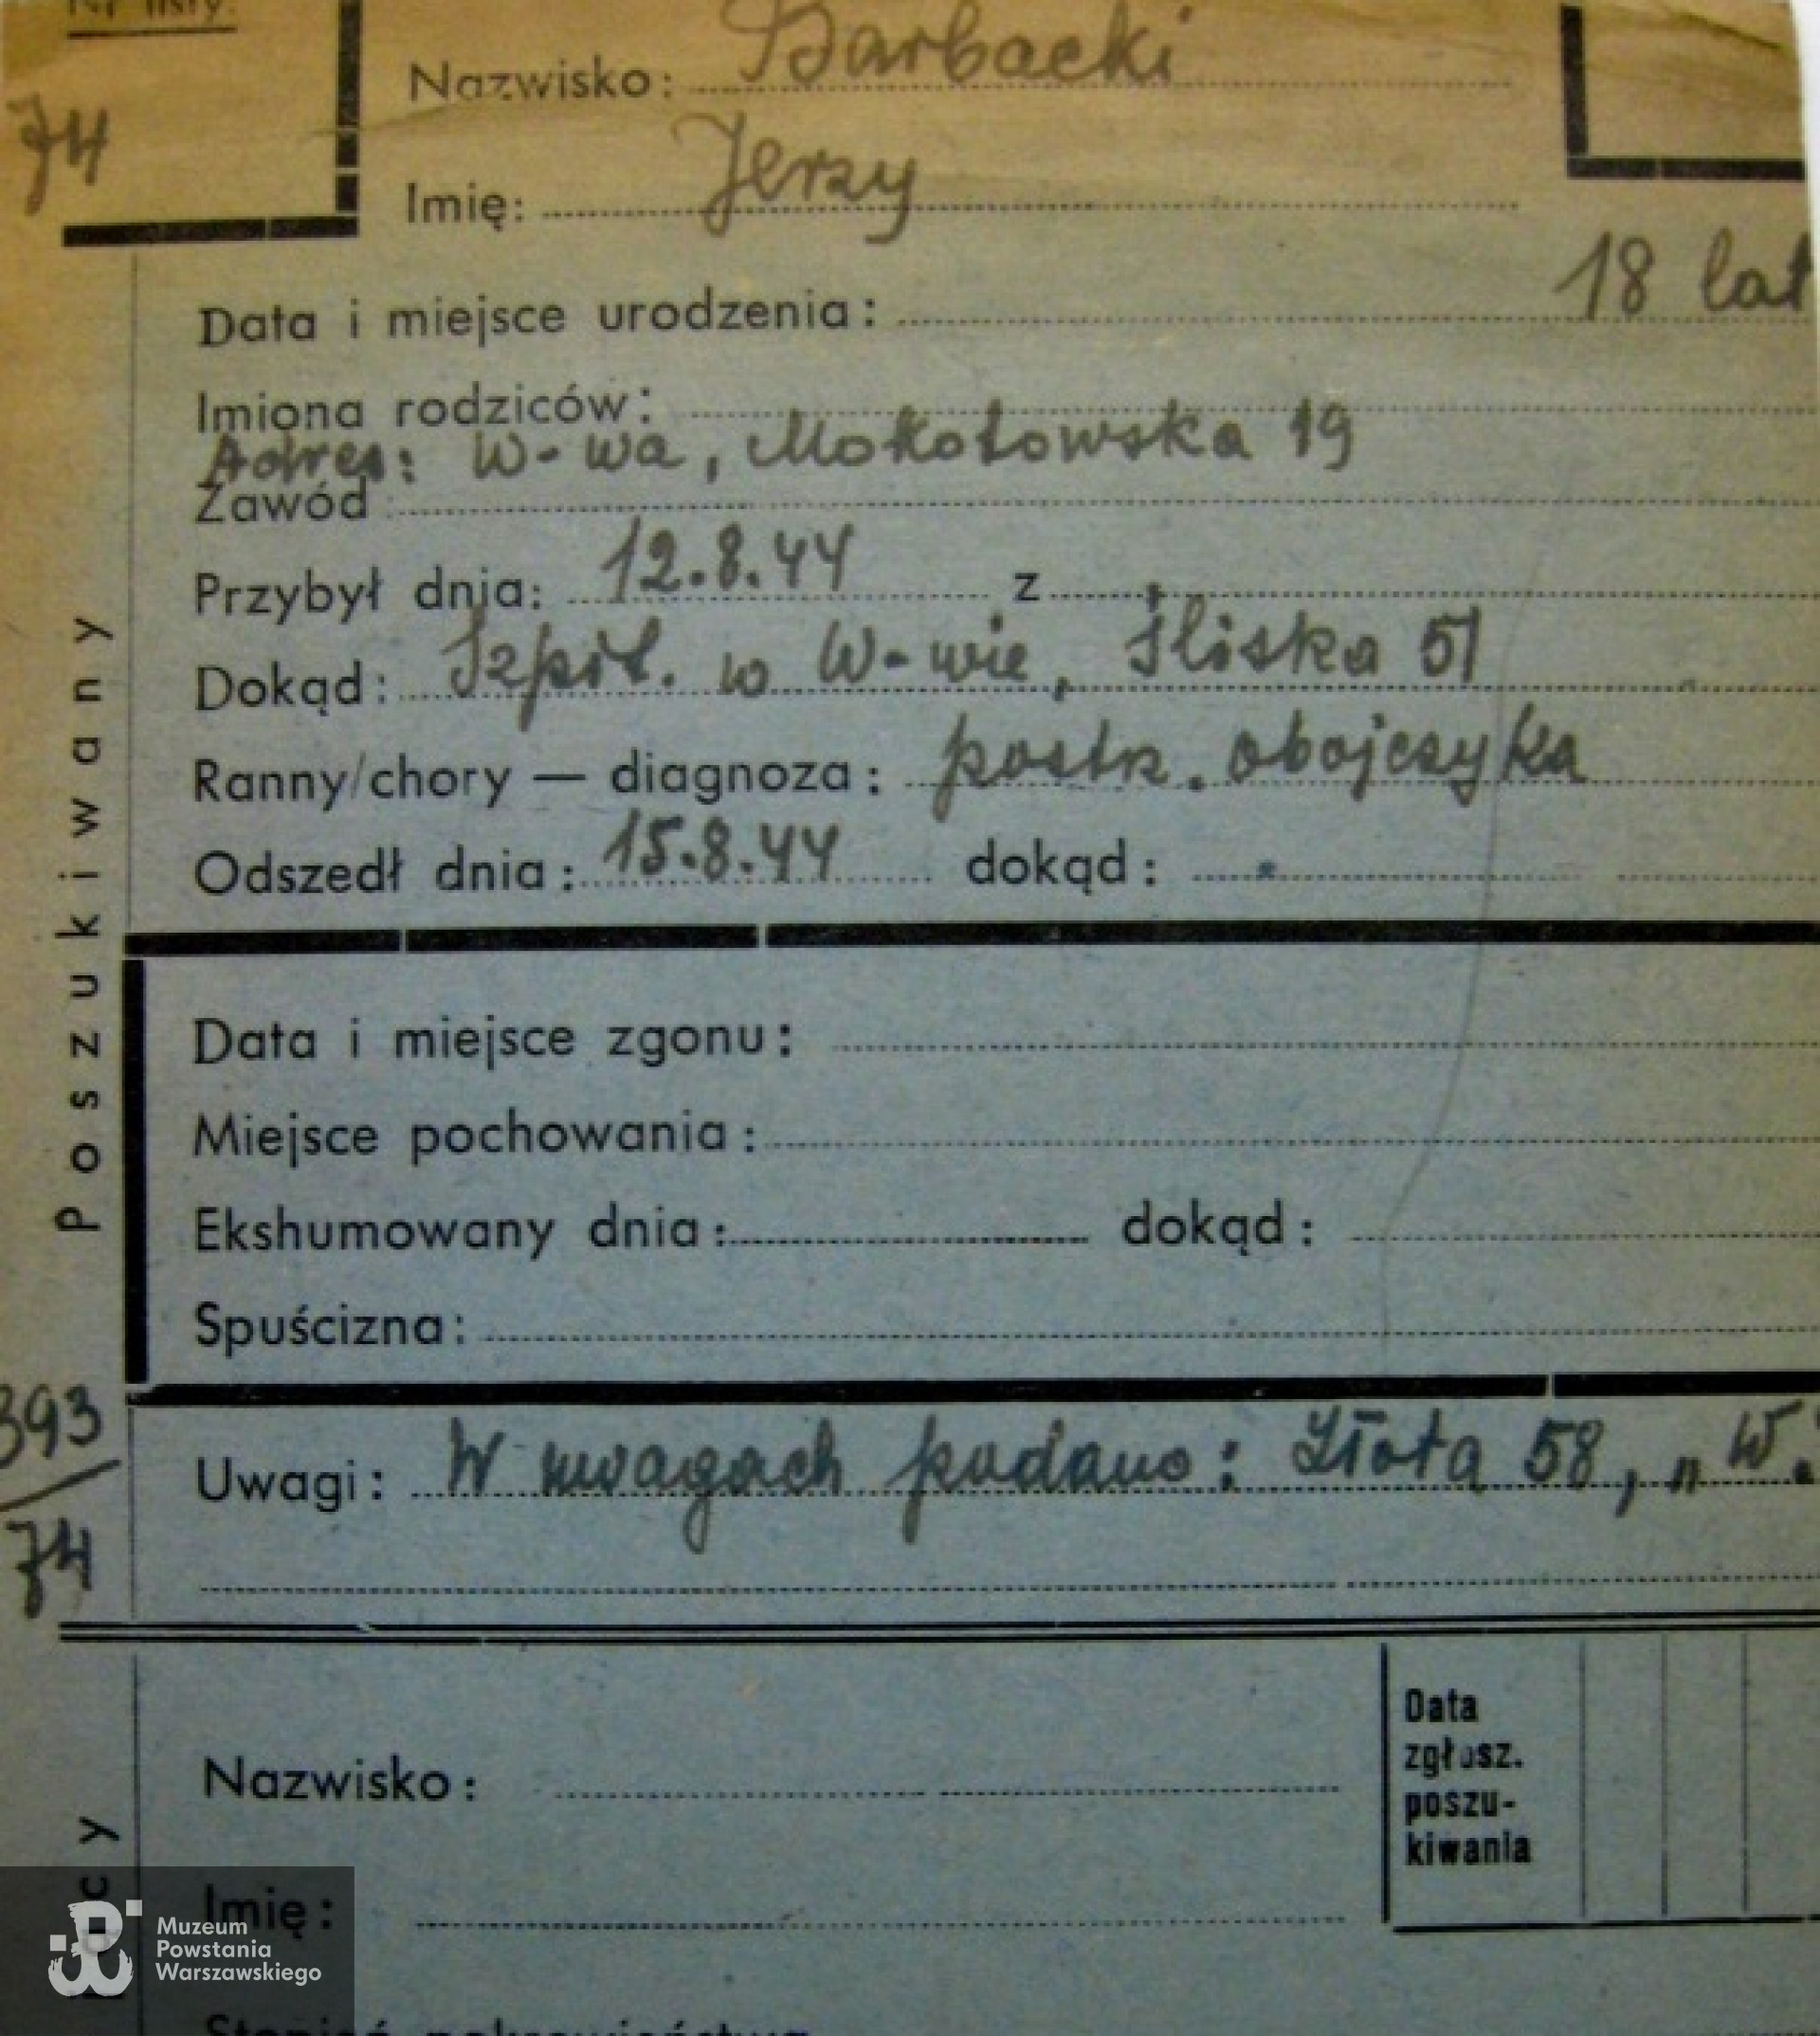 Nr listy:
Nazwisko: Barbacki
74
Imię: Jerzy
Data i miejsce urodzenia: 18 lat
Imiona rodziców:
Adres: W-wa, Mokotowska 19
Zawód
Przybył dnia: 12.8.44 z
Dokąd: Szpit. w W-wie, Śliska 51
Ranny/chory — diagnoza: postrz. obojczyka
Odszedł dnia: 15.8.44 dokąd:
Poszukiwany
Data i miejsce zgonu:
Miejsce pochowania:
Ekshumowany dnia: dokąd:
Spuścizna:
393
74
Uwagi: W uwagach podano: Złota 58, „W.
Nazwisko:
Data
zgłosz.
poszu-
kiwania
Imię:
Muzeum
Powstania
Warszawskiego
Stopień pokrewieństwa